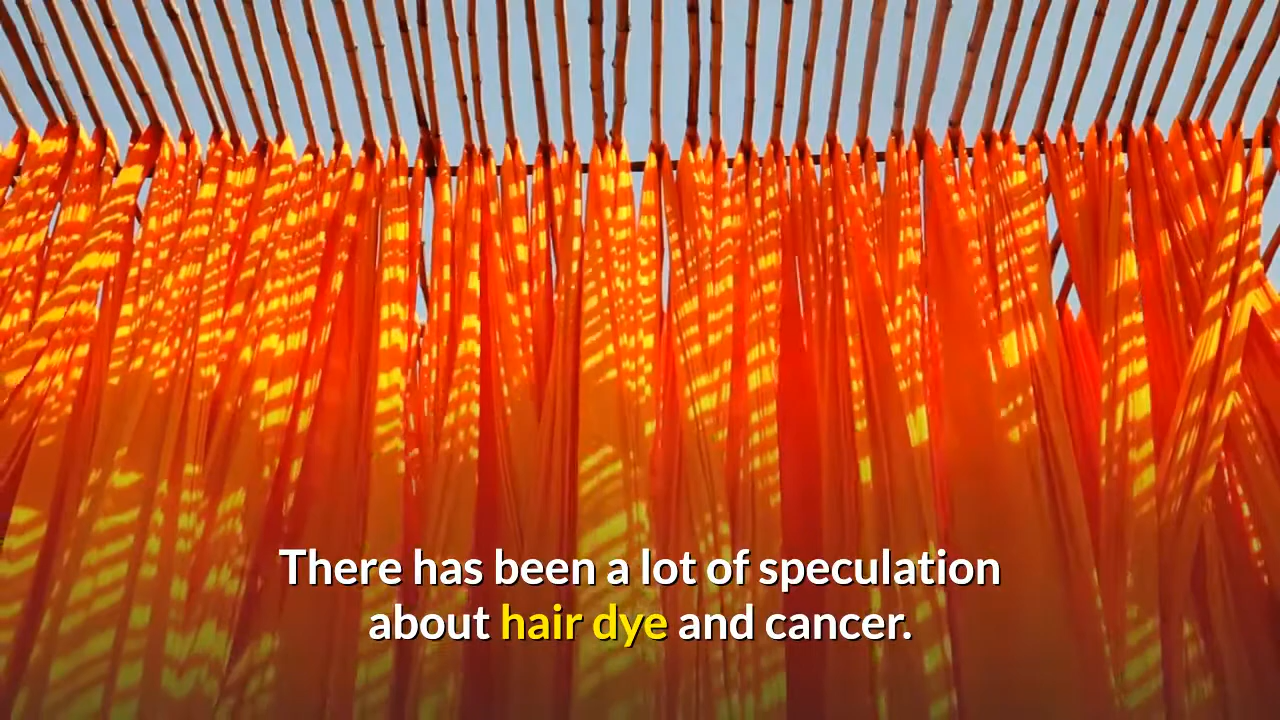 There has been a lot of speculation
about hair dye and cancer.